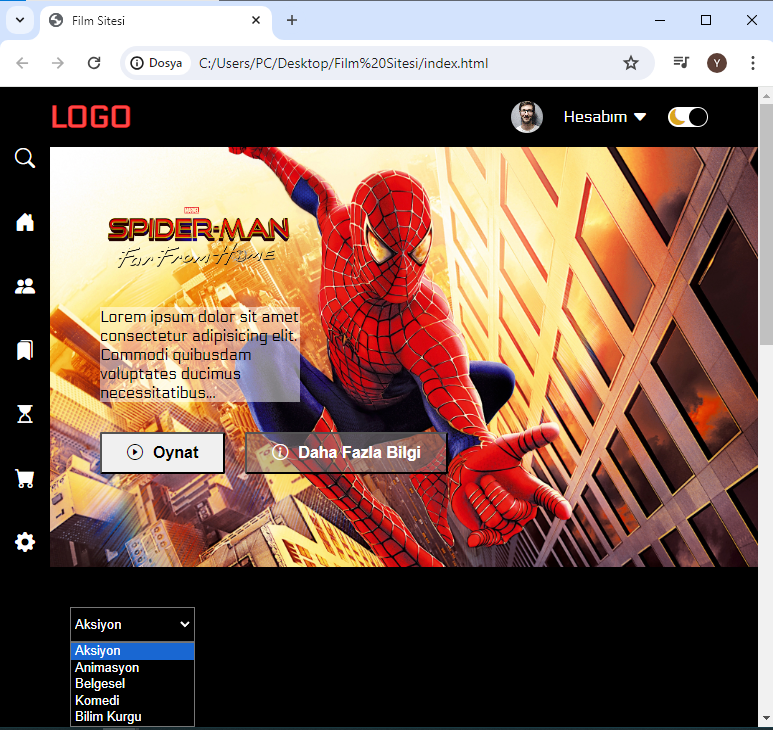 Film Sitesi
Dosya
C:/Users/PC/Desktop/Film%20Sitesi/index.html
Y
LOGO
Hesabım
MARVEL
SPIDER-MAN
Far From Home
Lorem ipsum dolor sit amet
consectetur adipisicing elit.
Commodi quibusdam
voluptates ducimus
necessitatibus...
Oynat
Daha Fazla Bilgi
Aksiyon
Aksiyon
Animasyon
Belgesel
Komedi
Bilim Kurgu